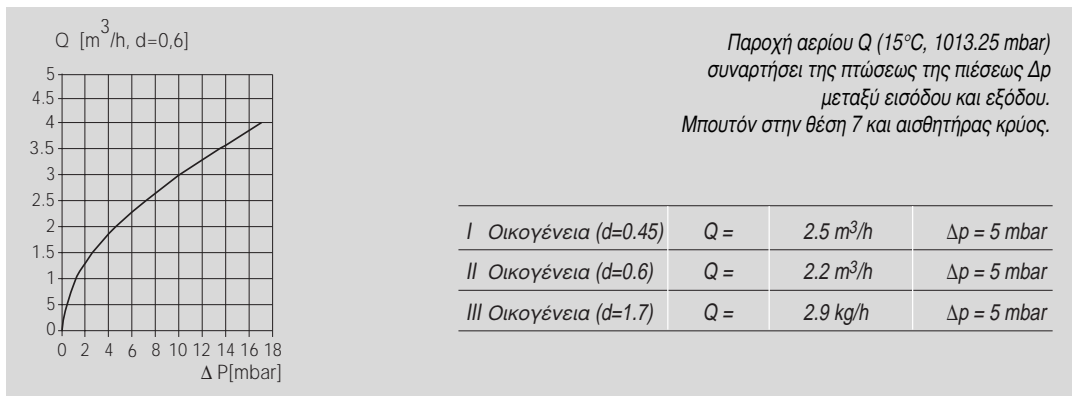 Q [m3/h, d=0,6]
5
4.5
4
3.5
3
2.5
2
1.5
1
5
0
0 2 4 6 8 10 12 14 16 18
Δ P[mbar]
Παροχή αερίου Q (15°C, 1013.25 mbar)
συναρτήσει της πτώσεως της πιέσεως Δp
μεταξύ εισόδου και εξόδου.
Μπουτόν στην θέση 7 και αισθητήρας κρύος.
I Οικογένεια (d=0.45) Q = 2.5 m3/h Δp = 5 mbar
II Οικογένεια (d=0.6) Q = 2.2 m3/h Δp = 5 mbar
III Οικογένεια (d=1.7) Q = 2.9 kg/h Δp = 5 mbar